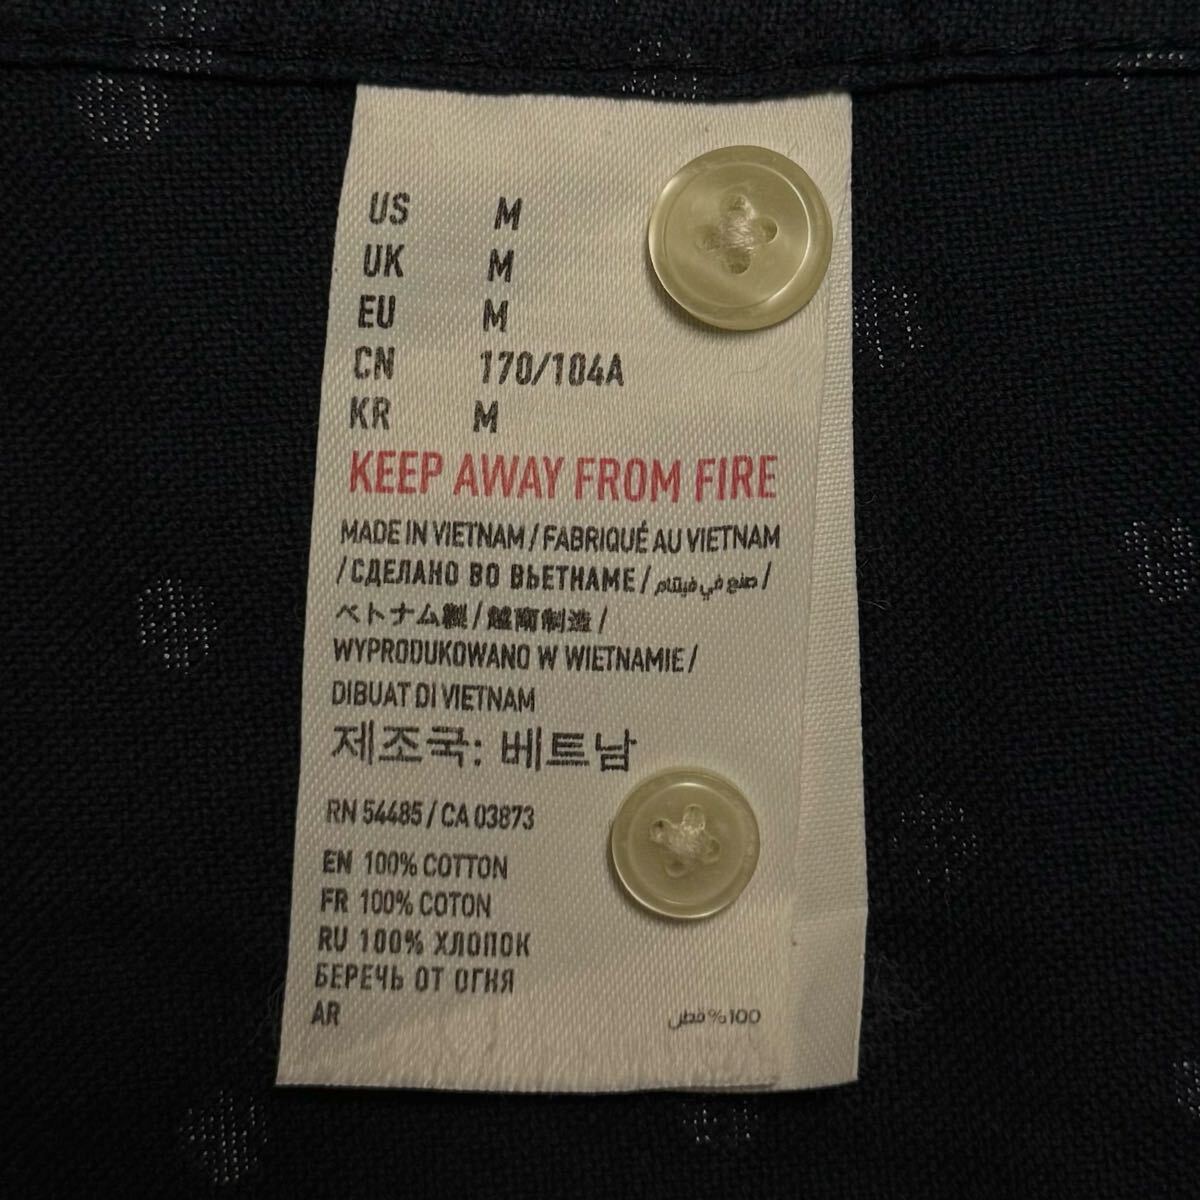 US M
UK M
EU M
CN 170/104A
KR M
KEEP AWAY FROM FIRE
MADE IN VIETNAM / FABRIQUÉ AU VIETNAM
/ СДЕЛАНО ВО ВЬЕТНАМЕ / صنع في فيتنام /
ベトナム製 / 越南制造 /
WYPRODUKOWANO W WIETNAMIE /
DIBUAT DI VIETNAM
제조국: 베트남
RN 54485 / CA 03873
EN 100% COTTON
FR 100% COTON
RU 100% ХЛОПОК
БЕРЕЧЬ ОТ ОГНЯ
AR 100% قطن